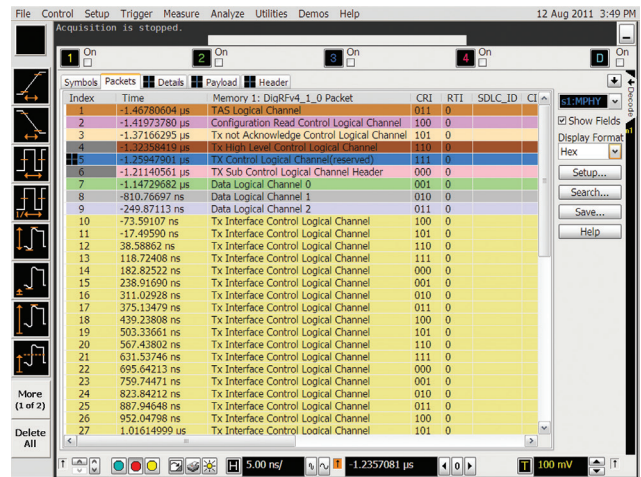 File Control Setup Trigger Measure Analyze Utilities Demos Help 12 Aug 2011 3:49 PM
Acquisition is stopped.
1 On 2 On 3 On 4 On D On
Symbols Packets Details Payload Header
Index Time Memory 1: DigRFv4_1_0 Packet CRI RTI SDLC_ID CI
1 -1.46780604 µs TAS Logical Channel 011 0
2 -1.41973780 µs Configuration Read Control Logical Channel 100 0
3 -1.37166295 µs Tx not Acknowledge Control Logical Channel 101 0
4 -1.32358419 µs Tx High Level Control Logical Channel 110 0
5 -1.25947901 µs TX Control Logical Channel(reserved) 111 0
6 -1.21140561 µs TX Sub Control Logical Channel Header 000 0
7 -1.14729682 µs Data Logical Channel 0 001 0
8 -810.76697 ns Data Logical Channel 1 010 0
9 -249.87113 ns Data Logical Channel 2 011 0
10 -73.59107 ns Tx Interface Control Logical Channel 100 0
11 -17.49590 ns Tx Interface Control Logical Channel 101 0
12 38.58862 ns Tx Interface Control Logical Channel 110 0
13 118.72408 ns Tx Interface Control Logical Channel 111 0
14 182.82522 ns Tx Interface Control Logical Channel 000 0
15 238.91690 ns Tx Interface Control Logical Channel 001 0
16 311.02928 ns Tx Interface Control Logical Channel 010 0
17 375.13479 ns Tx Interface Control Logical Channel 011 0
18 439.23808 ns Tx Interface Control Logical Channel 100 0
19 503.33661 ns Tx Interface Control Logical Channel 101 0
20 567.43802 ns Tx Interface Control Logical Channel 110 0
21 631.53746 ns Tx Interface Control Logical Channel 111 0
22 695.64213 ns Tx Interface Control Logical Channel 000 0
23 759.74471 ns Tx Interface Control Logical Channel 001 0
24 823.84212 ns Tx Interface Control Logical Channel 010 0
25 887.94648 ns Tx Interface Control Logical Channel 011 0
26 952.04798 ns Tx Interface Control Logical Channel 100 0
27 1.01614999 us Tx Interface Control Logical Channel 101 0
Decode
s1:MPHY
Show Fields
Display Format
Hex
Setup...
Search...
Save...
Help
1/
More
(1 of 2)
Delete
All
H 5.00 ns/ -1.2357081 µs 0 T 100 mV